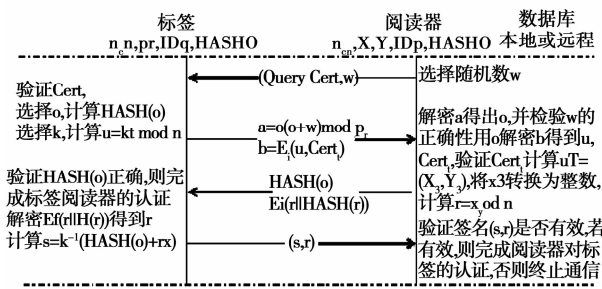 标签
阅读器
数据库
n_cn,pr,IDq,HASHO
n_cn,X,Y,IDp,HASHO
本地或远程
(Query Cert,w)
选择随机数w
验证Cert,
选择o,计算HASH(o)
选择k,计算u=kt mod n
a=o(o+w)mod p_r
b=E_i(u,Cert_t)
解密a得出o,并检验w的
正确性用o解密b得到u,
Cert_t,验证Cert_t计算uT=
(X_3,Y_3),将x3转换为整数,
计算r=x_y od n
HASH(o)
Ei(r||HASH(r))
验证HASH(o)正确,则完
成标签阅读器的认证
解密Ef(r||H(r))得到r
计算s=k⁻¹(HASH(o)+rx)
(s,r)
验证签名(s,r)是否有效,若
有效,则完成阅读器对标
签的认证,否则终止通信